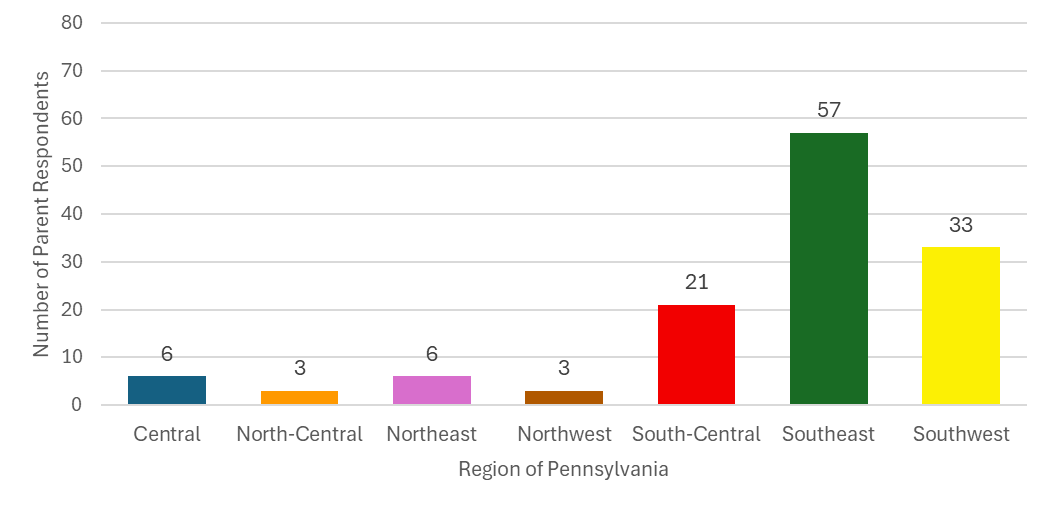 80
70
60
50
40
30
20
10
0
Number of Parent Respondents
6
3
6
3
21
57
33
Central
North-Central
Northeast
Northwest
South-Central
Southeast
Southwest
Region of Pennsylvania